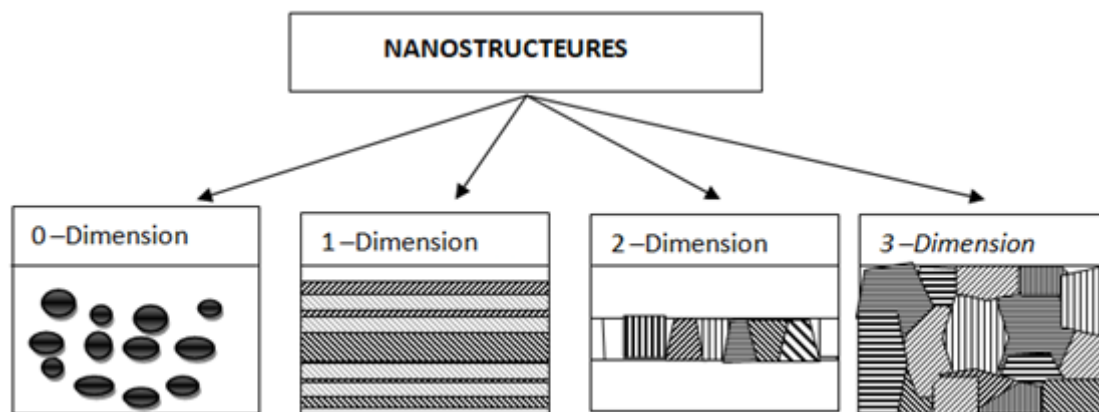 NANOSTRUCTEURES
0 –Dimension
1 –Dimension
2 –Dimension
3 –Dimension